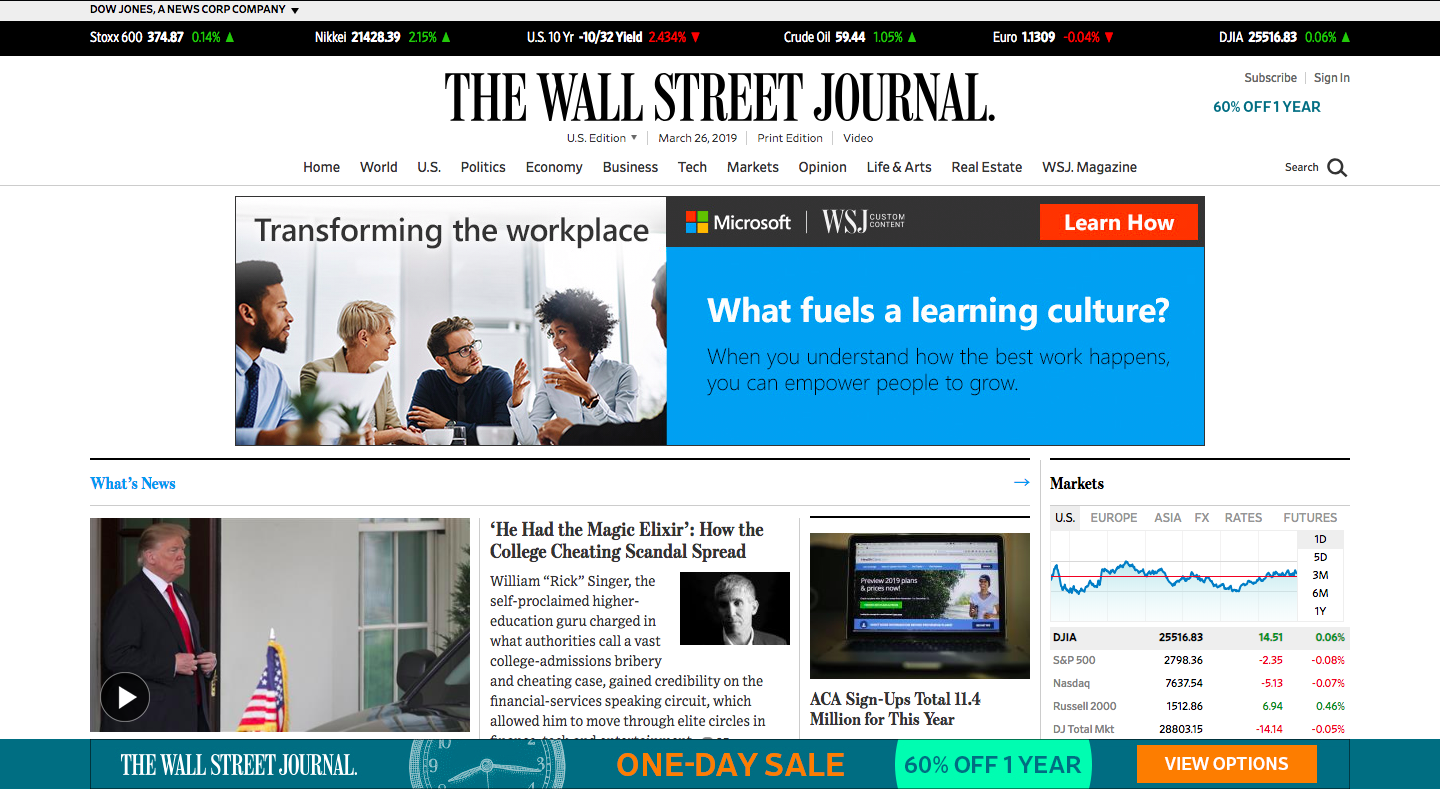 DOW JONES, A NEWS CORP COMPANY
Stoxx 600 374.87 0.14% Nikkei 21428.39 2.15% U.S. 10 Yr -10/32 Yield 2.434% Crude Oil 59.44 1.05% Euro 1.1309 -0.04% DJIA 25516.83 0.06%
Subscribe Sign In
THE WALL STREET JOURNAL.
60% OFF 1 YEAR
U.S. Edition March 26, 2019 Print Edition Video
Home World U.S. Politics Economy Business Tech Markets Opinion Life & Arts Real Estate WSJ. Magazine Search
Transforming the workplace
Microsoft WSJ CUSTOM CONTENT
Learn How
What fuels a learning culture?
When you understand how the best work happens,
you can empower people to grow.
What's News →
‘He Had the Magic Elixir’: How the
College Cheating Scandal Spread
William “Rick” Singer, the
self-proclaimed higher-
education guru charged in
what authorities call a vast
college-admissions bribery
and cheating case, gained credibility on the
financial-services speaking circuit, which
allowed him to move through elite circles in
Preview 2019 plans
& prices now!
ACA Sign-Ups Total 11.4
Million for This Year
Markets
U.S. EUROPE ASIA FX RATES FUTURES
1D
5D
3M
6M
1Y
DJIA 25516.83 14.51 0.06%
S&P 500 2798.36 -2.35 -0.08%
Nasdaq 7637.54 -5.13 -0.07%
Russell 2000 1512.86 6.94 0.46%
DJ Total Mkt 28803.15 -14.14 -0.05%
THE WALL STREET JOURNAL.
10 9 8 2 3 4
ONE-DAY SALE
60% OFF 1 YEAR
VIEW OPTIONS